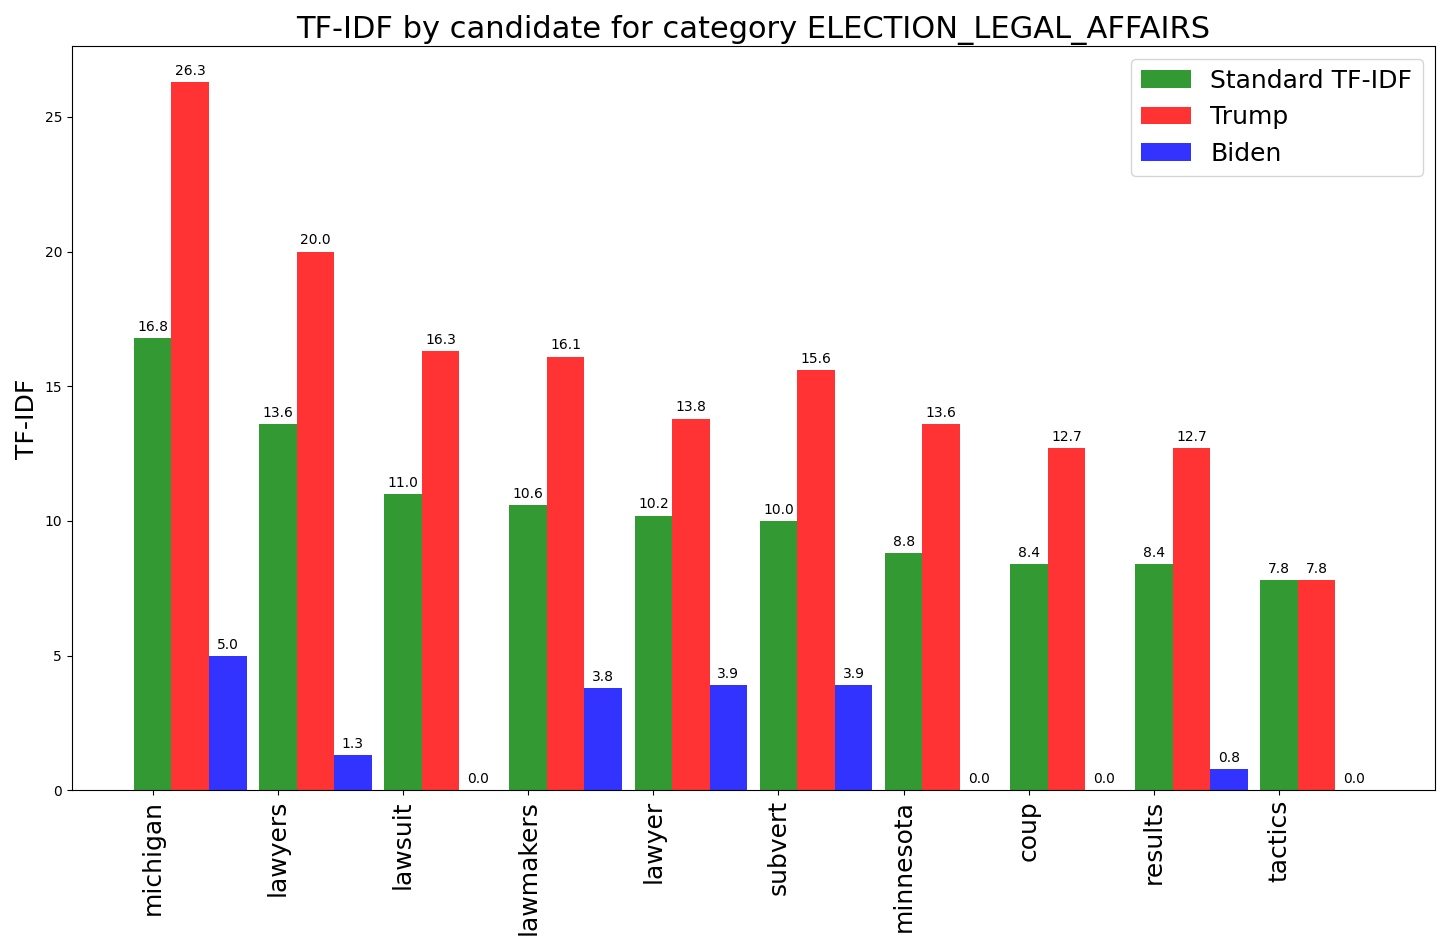 TF-IDF by candidate for category ELECTION_LEGAL_AFFAIRS
Standard TF-IDF
Trump
Biden
TF-IDF
25
20
15
10
5
0
16.8
26.3
5.0
13.6
20.0
1.3
11.0
16.3
0.0
10.6
16.1
3.8
10.2
13.8
3.9
10.0
15.6
3.9
8.8
13.6
0.0
8.4
12.7
0.0
8.4
12.7
0.8
7.8
7.8
0.0
michigan
lawyers
lawsuit
lawmakers
lawyer
subvert
minnesota
coup
results
tactics